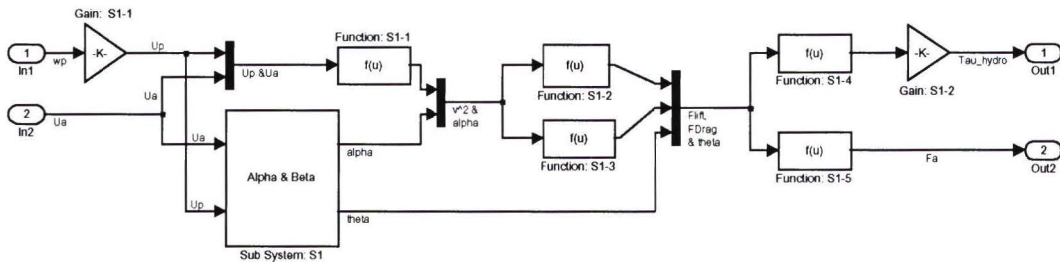 Gain: S1-1
-K-
1
In1
wp
Up
2
In2
Ua
Ua
Up &Ua
Function: S1-1
f(u)
Ua
Up
Alpha & Beta
Sub System: S1
alpha
theta
v^2 &
alpha
f(u)
Function: S1-2
f(u)
Function: S1-3
Flift,
FDrag
& theta
f(u)
Function: S1-4
-K-
Gain: S1-2
Tau_hydro
1
Out1
f(u)
Function: S1-5
Fa
2
Out2